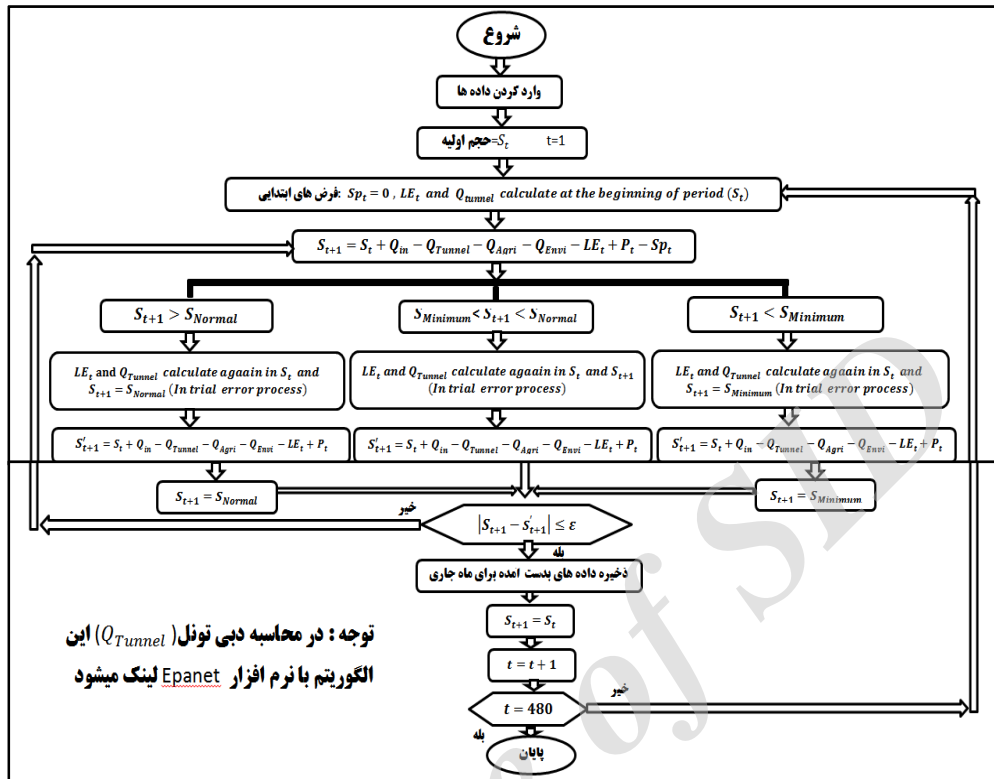 شروع
وارد کردن داده ها
حجم اولیه=S_t t=1
فرض های ابتدایی: Sp_t = 0 , LE_t and Q_tunnel calculate at the beginning of period (S_t)
S_{t+1} = S_t + Q_in − Q_Tunnel − Q_Agri − Q_Envi − LE_t + P_t − Sp_t
S_{t+1} > S_Normal
S_Minimum < S_{t+1} < S_Normal
S_{t+1} < S_Minimum
LE_t and Q_Tunnel calculate agaain in S_t and
S_{t+1} = S_Normal (In trial error process)
LE_t and Q_Tunnel calculate agaain in S_t and S_{t+1}
(In trial error process)
LE_t and Q_Tunnel calculate agaain in S_t and
S_{t+1} = S_Minimum (In trial error process)
S'_{t+1} = S_t + Q_in − Q_Tunnel − Q_Agri − Q_Envi − LE_t + P_t
S'_{t+1} = S_t + Q_in − Q_Tunnel − Q_Agri − Q_Envi − LE_t + P_t
S'_{t+1} = S_t + Q_in − Q_Tunnel − Q_Agri − Q_Envi − LE_t + P_t
S_{t+1} = S_Normal
S_{t+1} = S_Minimum
خیر
|S_{t+1} − s'_{t+1}| ≤ ε
بله
ذخیره داده های بدست امده برای ماه جاری
S_{t+1} = S_t
توجه : در محاسبه دبی تونل( Q_Tunnel) این
الگوریتم با نرم افزار Epanet لینک میشود
t = t + 1
خیر
t = 480
بله
پایان
of SID